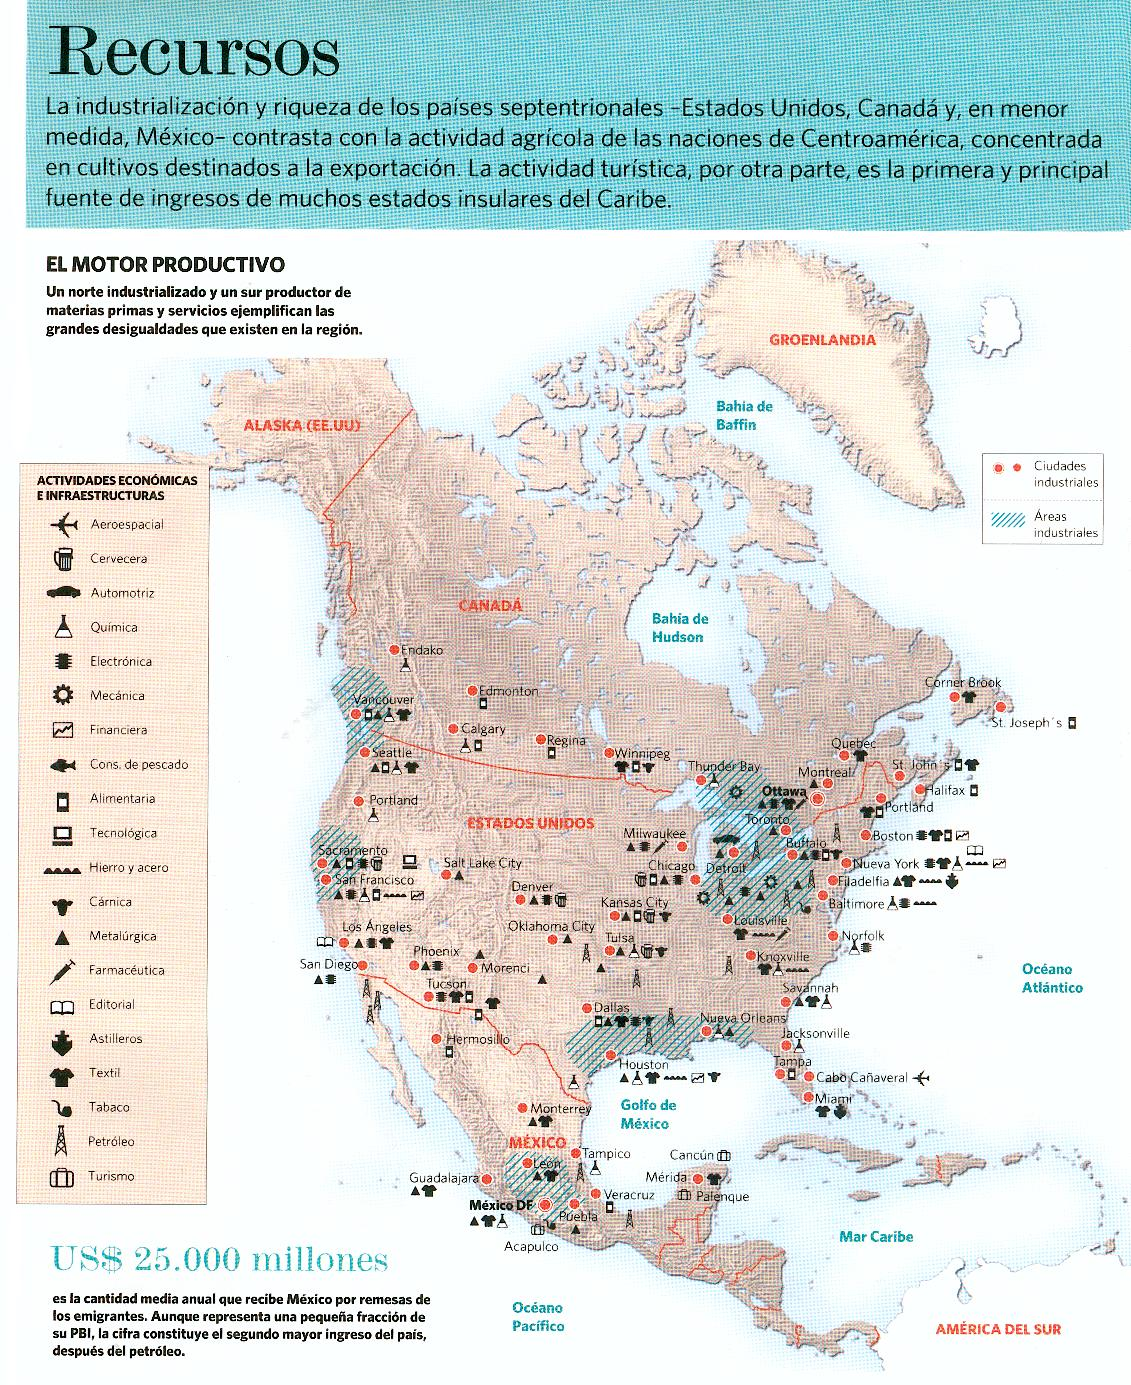 Recursos
La industrialización y riqueza de los países septentrionales –Estados Unidos, Canadá y, en menor
medida, México– contrasta con la actividad agrícola de las naciones de Centroamérica, concentrada
en cultivos destinados a la exportación. La actividad turística, por otra parte, es la primera y principal
fuente de ingresos de muchos estados insulares del Caribe.
EL MOTOR PRODUCTIVO
Un norte industrializado y un sur productor de
materias primas y servicios ejemplifican las
grandes desigualdades que existen en la región.
GROENLANDIA
Bahía de
Baffin
ALASKA (EE.UU)
Ciudades
industriales
Áreas
industriales
ACTIVIDADES ECONÓMICAS
E INFRAESTRUCTURAS
Aeroespacial
Cervecera
Automotriz
Química
Electrónica
Mecánica
Financiera
Cons. de pescado
Alimentaria
Tecnológica
Hierro y acero
Cárnica
Metalúrgica
Farmacéutica
Editorial
Astilleros
Textil
Tabaco
Petróleo
Turismo
CANADÁ
Bahía de
Hudson
Endako
Vancouver
Edmonton
Calgary
Regina
Winnipeg
Seattle
Corner Brook
St. Joseph´s
Quebec
Thunder Bay
Montreal
St. John´s
Ottawa
Halifax
Portland
Portland
ESTADOS UNIDOS
Toronto
Milwaukee
Buffalo
Boston
Sacramento
Salt Lake City
Chicago
Detroit
Nueva York
San Francisco
Filadelfia
Denver
Kansas City
Baltimore
Los Ángeles
Oklahoma City
Louisville
Tulsa
Norfolk
Phoenix
San Diego
Morenci
Knoxville
Tucson
Savannah
Dallas
Nueva Orleans
Hermosillo
Jacksonville
Houston
Tampa
Cabo Cañaveral
Miami
Océano
Atlántico
Golfo de
México
Monterrey
MÉXICO
Tampico
Cancún
León
Guadalajara
Mérida
Veracruz
Palenque
México DF
Puebla
Acapulco
Mar Caribe
US$ 25.000 millones
es la cantidad media anual que recibe México por remesas de
los emigrantes. Aunque representa una pequeña fracción de
su PBI, la cifra constituye el segundo mayor ingreso del país,
después del petróleo.
Océano
Pacífico
AMÉRICA DEL SUR